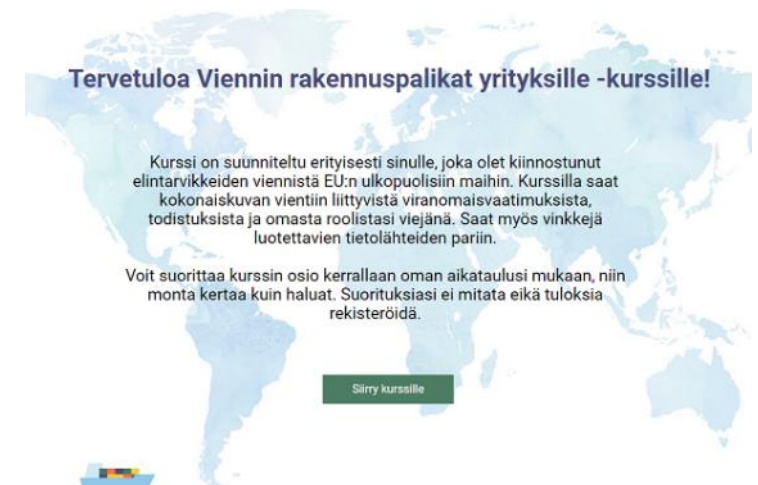 Tervetuloa Viennin rakennuspalikat yrityksille -kurssille!
Kurssi on suunniteltu erityisesti sinulle, joka olet kiinnostunut
elintarvikkeiden viennistä EU:n ulkopuolisiin maihin. Kurssilla saat
kokonaiskuvan vientiin liittyvistä viranomaisvaatimuksista,
todistuksista ja omasta roolistasi viejänä. Saat myös vinkkejä
luotettavien tietolähteiden pariin.
Voit suorittaa kurssin osio kerrallaan oman aikataulusi mukaan, niin
monta kertaa kuin haluat. Suorituksiasi ei mitata eikä tuloksia
rekisteröidä.
Siirry kurssille